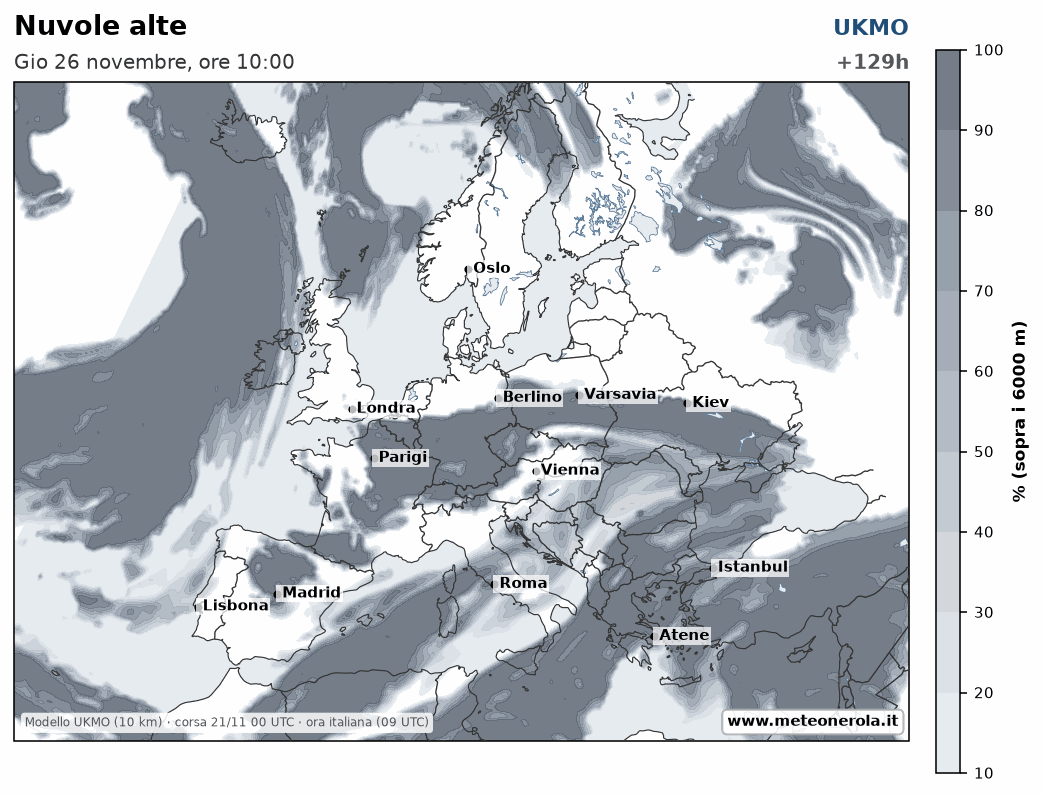 Nuvole alte
UKMO
Gio 26 novembre, ore 10:00
+129h
100
90
80
70
60
50
40
30
20
10
% (sopra i 6000 m)
Oslo
Londra
Berlino
Varsavia
Kiev
Parigi
Vienna
Istanbul
Roma
Madrid
Lisbona
Atene
Modello UKMO (10 km) · corsa 21/11 00 UTC · ora italiana (09 UTC)
www.meteonerola.it